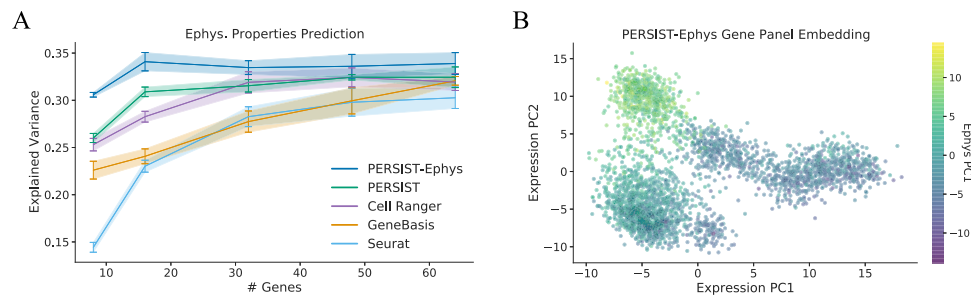 A
Ephys. Properties Prediction
0.35
0.30
0.25
0.20
0.15
Explained Variance
PERSIST-Ephys
PERSIST
Cell Ranger
GeneBasis
Seurat
10
20
30
40
50
60
# Genes
B
PERSIST-Ephys Gene Panel Embedding
15
10
5
0
−5
−10
Expression PC2
−10
−5
0
5
10
15
Expression PC1
10
5
0
−5
−10
Ephys PC1